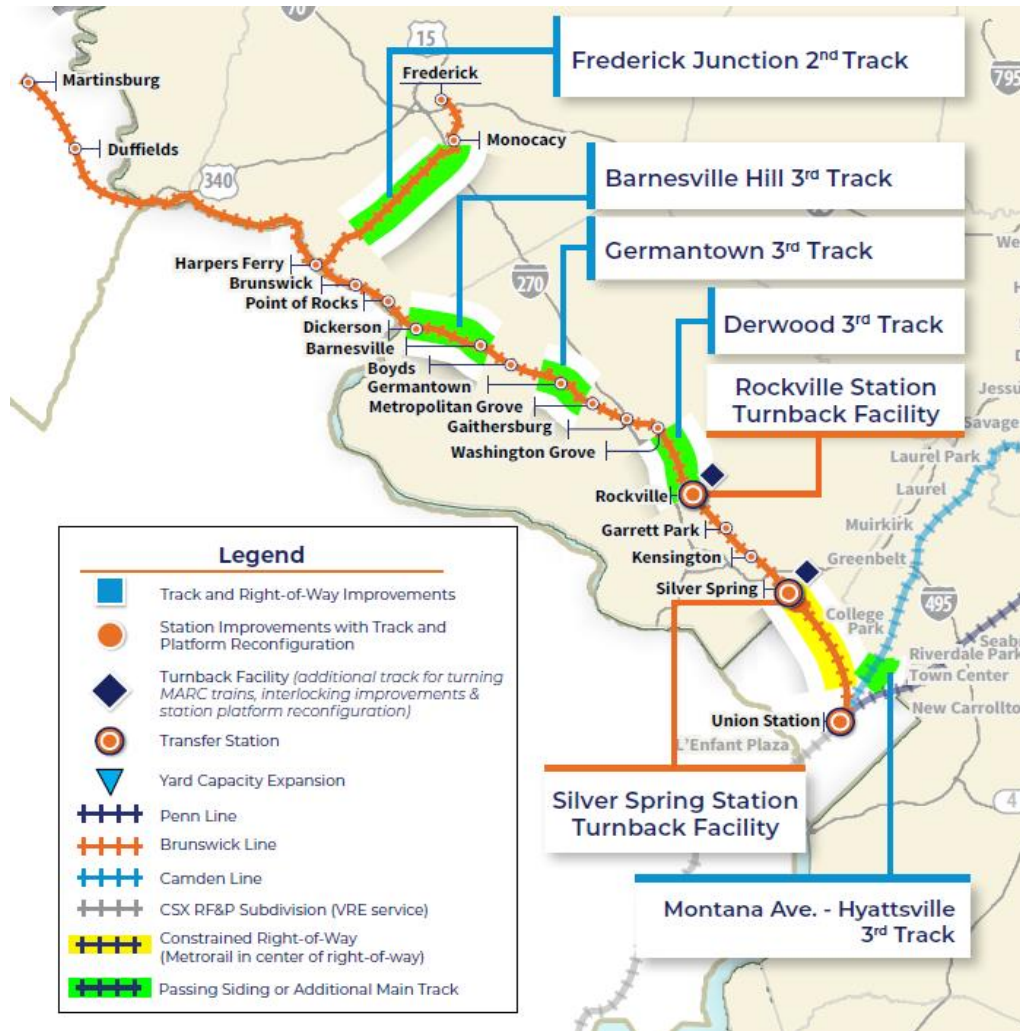 70
15
795
Frederick Junction 2nd Track
Martinsburg
Frederick
Duffields
Monocacy
340
Barnesville Hill 3rd Track
Germantown 3rd Track
Harpers Ferry
Brunswick
Point of Rocks
270
Dickerson
Barnesville
Derwood 3rd Track
Boyds
Germantown
Metropolitan Grove
Gaithersburg
Washington Grove
Rockville Station
Turnback Facility
Jessu
Savage
Laurel Park
Laurel
Rockville
Garrett Park
Muirkirk
Kensington
Greenbelt
Silver Spring
495
College
Park
Seab
Riverdale Park
Town Center
New Carrollto
Union Station
L'Enfant Plaza
4
Silver Spring Station
Turnback Facility
Montana Ave. - Hyattsville
3rd Track
Legend
Track and Right-of-Way Improvements
Station Improvements with Track and
Platform Reconfiguration
Turnback Facility (additional track for turning
MARC trains, interlocking improvements &
station platform reconfiguration)
Transfer Station
Yard Capacity Expansion
Penn Line
Brunswick Line
Camden Line
CSX RF&P Subdivision (VRE service)
Constrained Right-of-Way
(Metrorail in center of right-of-way)
Passing Siding or Additional Main Track